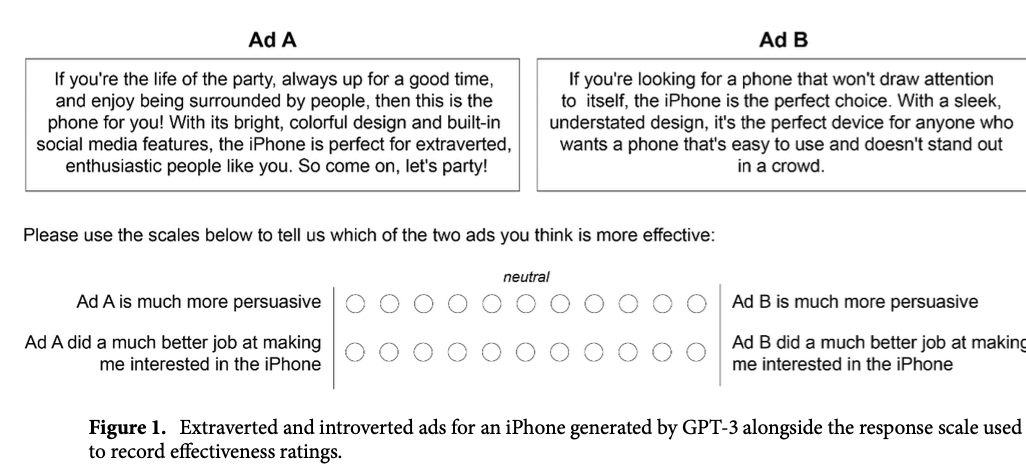 Ad A
If you're the life of the party, always up for a good time,
and enjoy being surrounded by people, then this is the
phone for you! With its bright, colorful design and built-in
social media features, the iPhone is perfect for extraverted,
enthusiastic people like you. So come on, let's party!
Ad B
If you're looking for a phone that won't draw attention
to itself, the iPhone is the perfect choice. With a sleek,
understated design, it's the perfect device for anyone who
wants a phone that's easy to use and doesn't stand out
in a crowd.
Please use the scales below to tell us which of the two ads you think is more effective:
neutral
Ad A is much more persuasive
Ad B is much more persuasive
Ad A did a much better job at making
me interested in the iPhone
Ad B did a much better job at making
me interested in the iPhone
Figure 1. Extraverted and introverted ads for an iPhone generated by GPT-3 alongside the response scale used
to record effectiveness ratings.